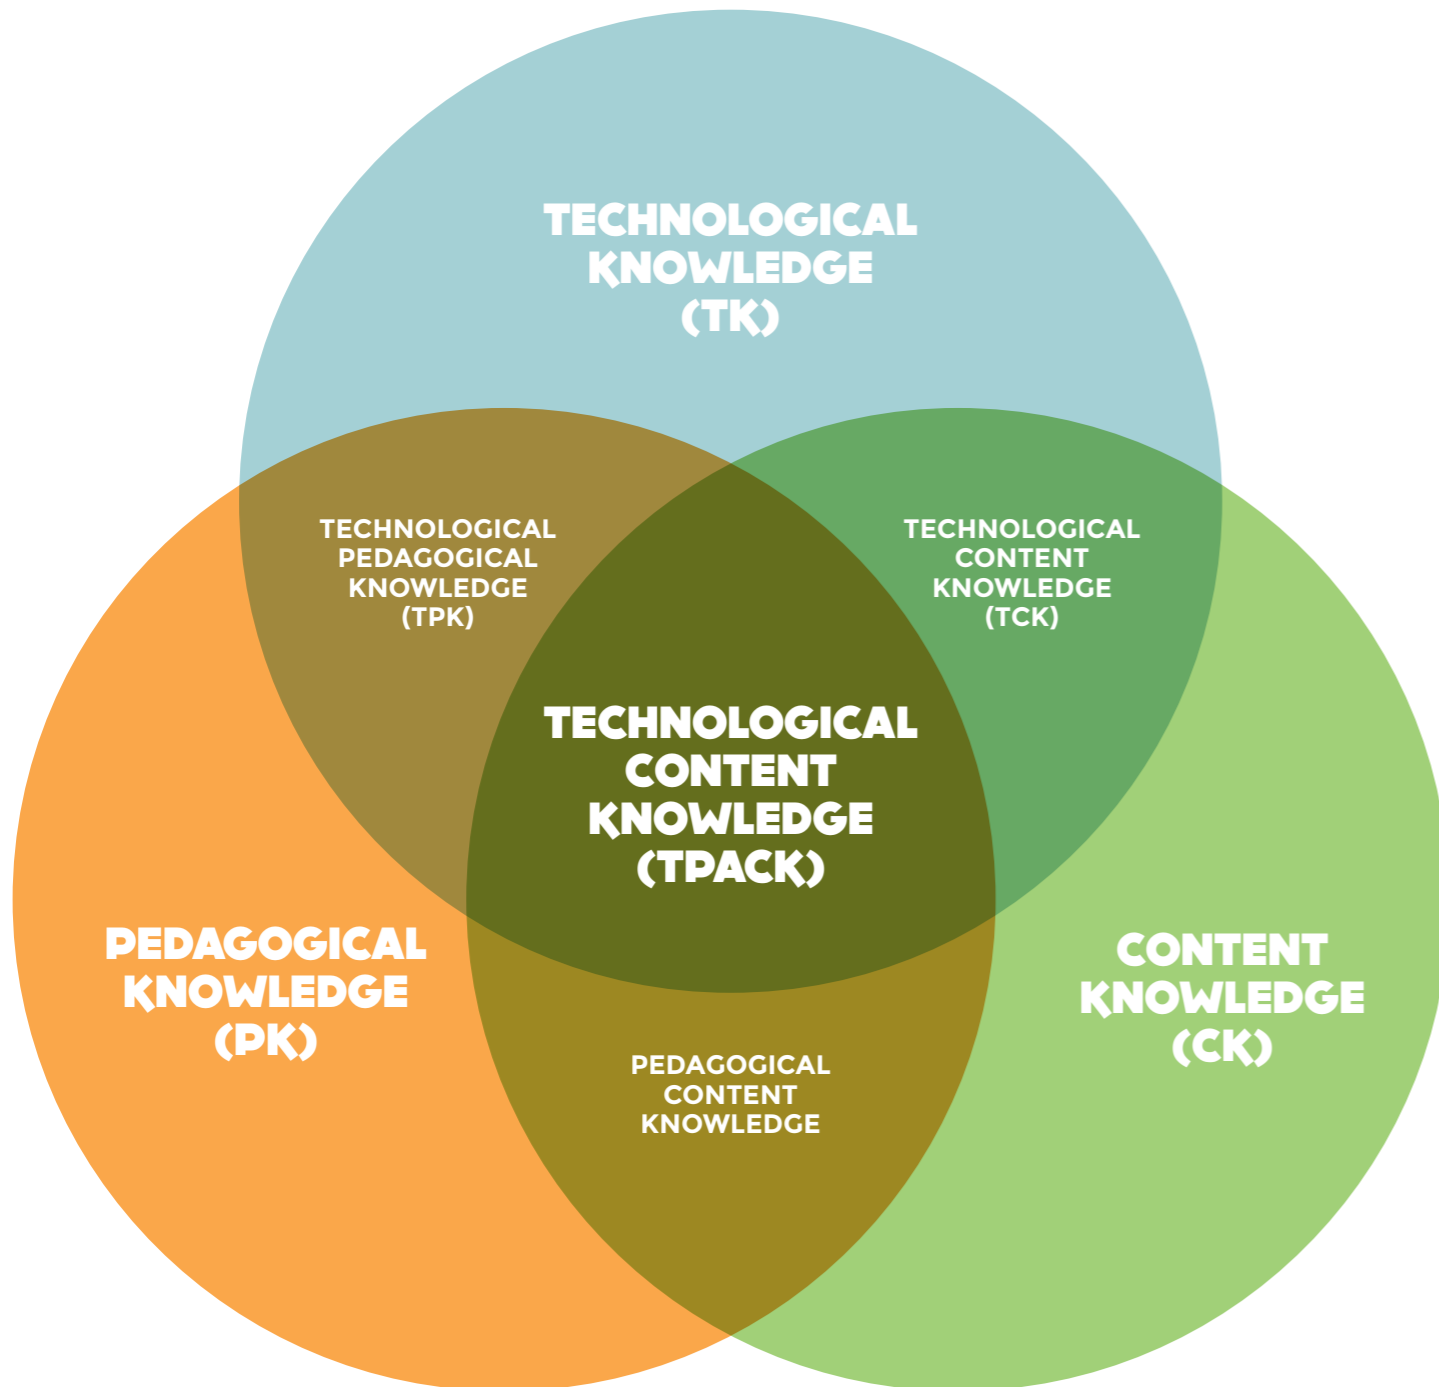 TECHNOLOGICAL
KNOWLEDGE
(TK)
TECHNOLOGICAL
PEDAGOGICAL
KNOWLEDGE
(TPK)
TECHNOLOGICAL
CONTENT
KNOWLEDGE
(TCK)
TECHNOLOGICAL
CONTENT
KNOWLEDGE
(TPACK)
PEDAGOGICAL
KNOWLEDGE
(PK)
CONTENT
KNOWLEDGE
(CK)
PEDAGOGICAL
CONTENT
KNOWLEDGE